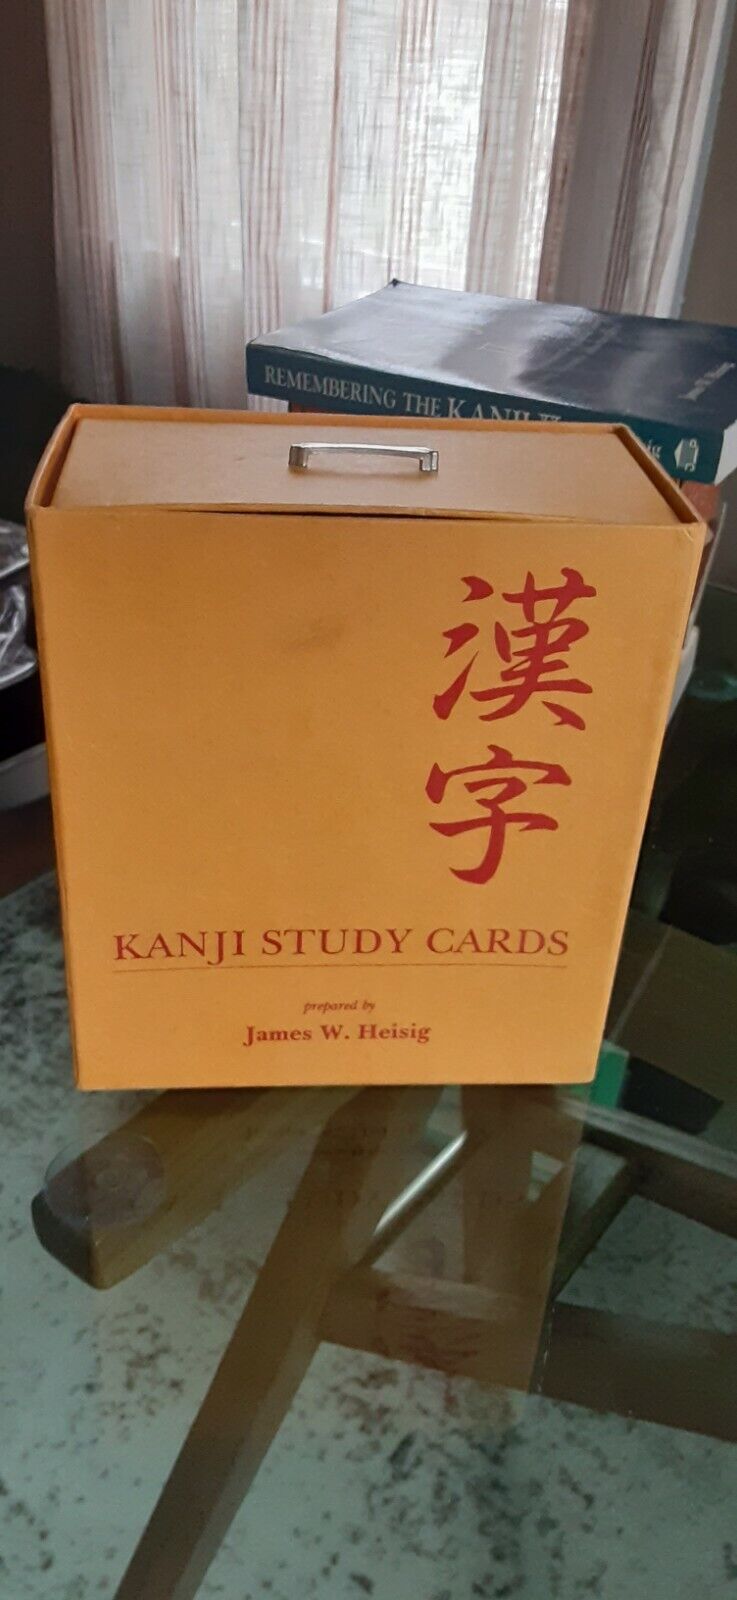 REMEMBERING THE KANJI
漢字
KANJI STUDY CARDS
prepared by
James W. Heisig